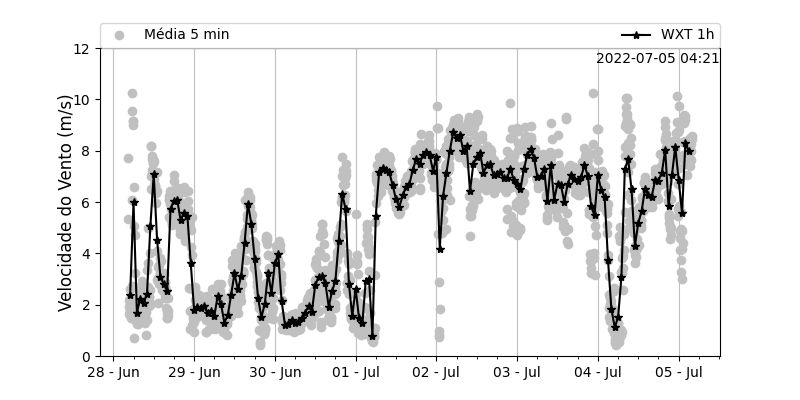 Média 5 min
WXT 1h
2022-07-05 04:21
Velocidade do Vento (m/s)
12
10
8
6
4
2
0
28 - Jun
29 - Jun
30 - Jun
01 - Jul
02 - Jul
03 - Jul
04 - Jul
05 - Jul